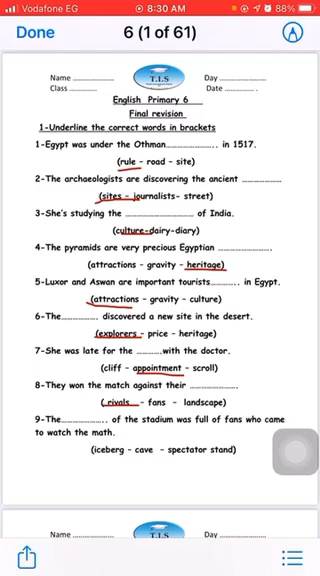 Vodafone EG 8:30 AM 88%
Done 6 (1 of 61)
Name ........................ Day ........................
Class .............. T.I.S Date ................ .
English Primary 6
Final revision
1-Underline the correct words in brackets
1-Egypt was under the Othman.................... in 1517.
(rule - road - site)
2-The archaeologists are discovering the ancient ..................
(sites - journalists- street)
3-She's studying the ............................... of India.
(culture-dairy-diary)
4-The pyramids are very precious Egyptian .........................
(attractions - gravity - heritage)
5-Luxor and Aswan are important tourists............. in Egypt.
(attractions - gravity - culture)
6-The.................. discovered a new site in the desert.
(explorers - price - heritage)
7-She was late for the ............with the doctor.
(cliff - appointment - scroll)
8-They won the match against their ......................
( rivals - fans - landscape)
9-The.................. of the stadium was full of fans who came
to watch the math.
(iceberg - cave - spectator stand)
Name ........................ T.I.S Day ........................